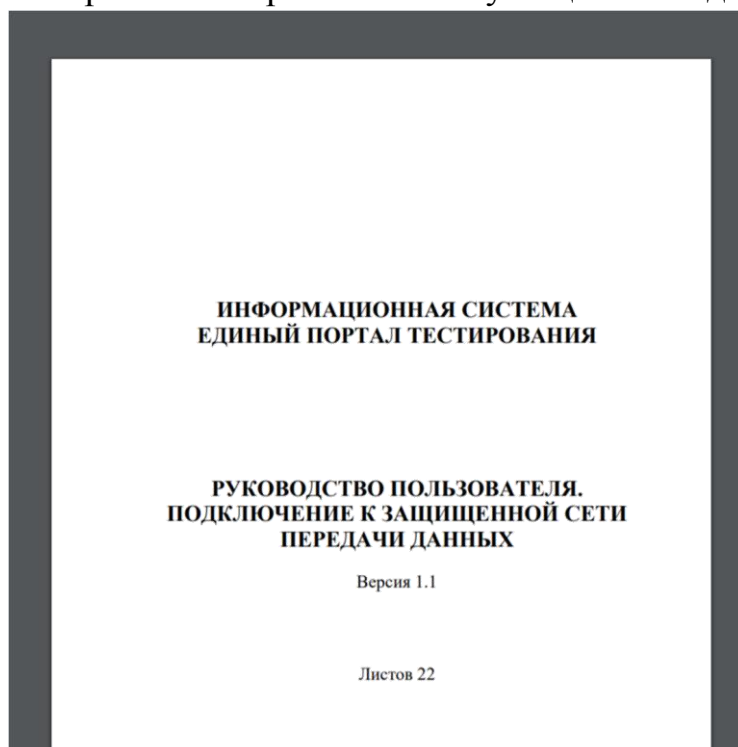 ИНФОРМАЦИОННАЯ СИСТЕМА
ЕДИНЫЙ ПОРТАЛ ТЕСТИРОВАНИЯ
РУКОВОДСТВО ПОЛЬЗОВАТЕЛЯ.
ПОДКЛЮЧЕНИЕ К ЗАЩИЩЕННОЙ СЕТИ
ПЕРЕДАЧИ ДАННЫХ
Версия 1.1
Листов 22